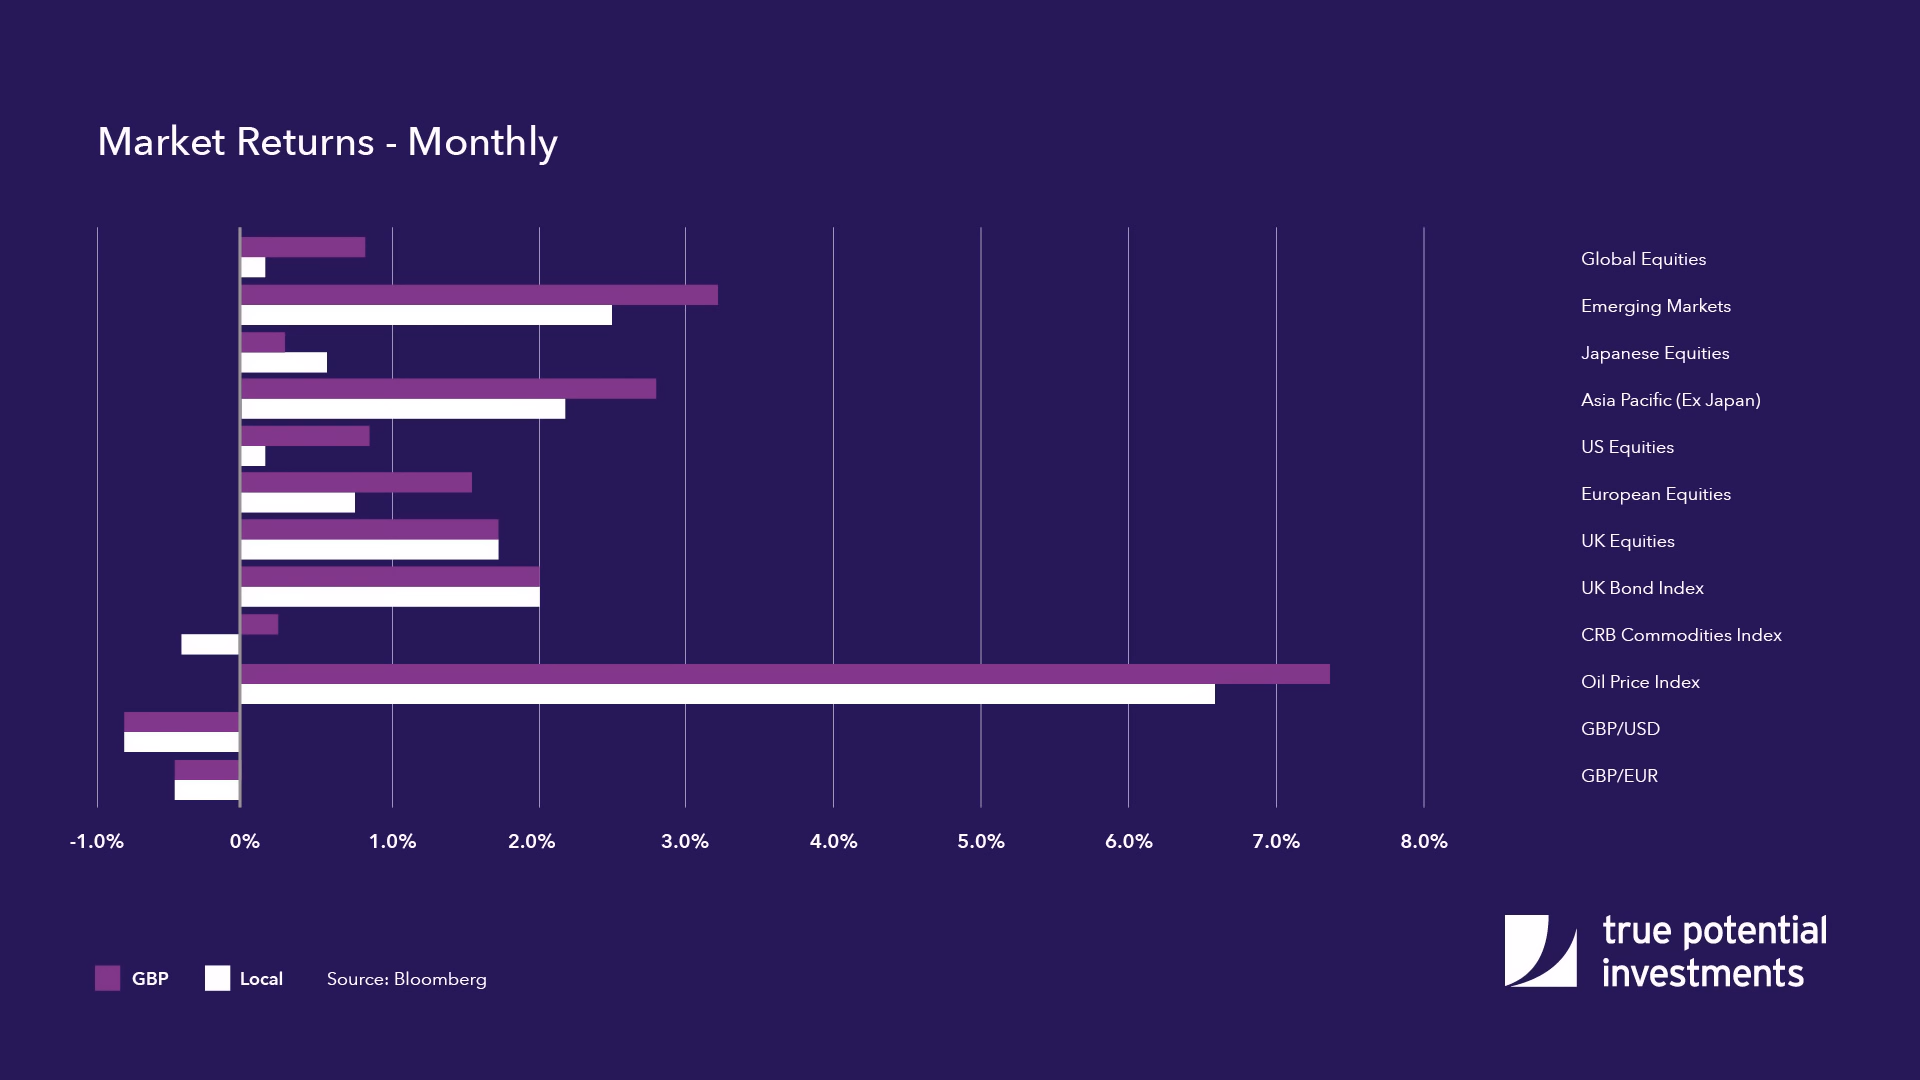 Market Returns - Monthly
Global Equities
Emerging Markets
Japanese Equities
Asia Pacific (Ex Japan)
US Equities
European Equities
UK Equities
UK Bond Index
CRB Commodities Index
Oil Price Index
GBP/USD
GBP/EUR
-1.0% 0% 1.0% 2.0% 3.0% 4.0% 5.0% 6.0% 7.0% 8.0%
GBP Local Source: Bloomberg
true potential
investments